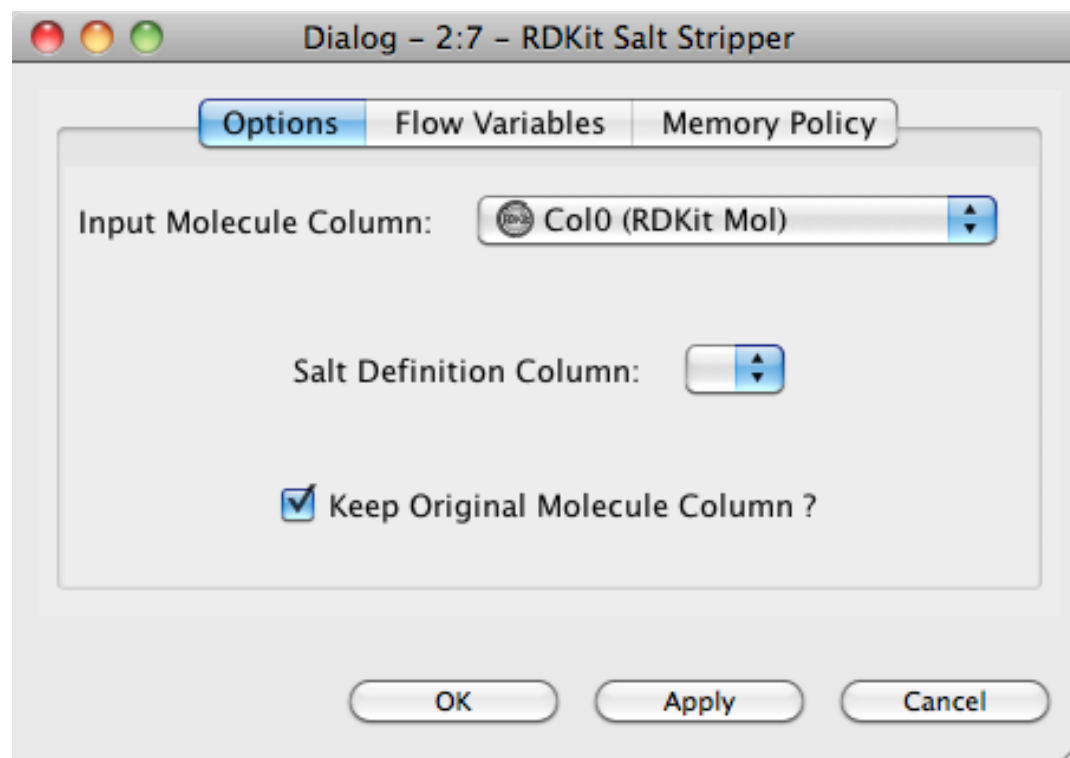 Dialog – 2:7 – RDKit Salt Stripper
Options Flow Variables Memory Policy
Input Molecule Column: Col0 (RDKit Mol)
Salt Definition Column:
Keep Original Molecule Column ?
OK Apply Cancel